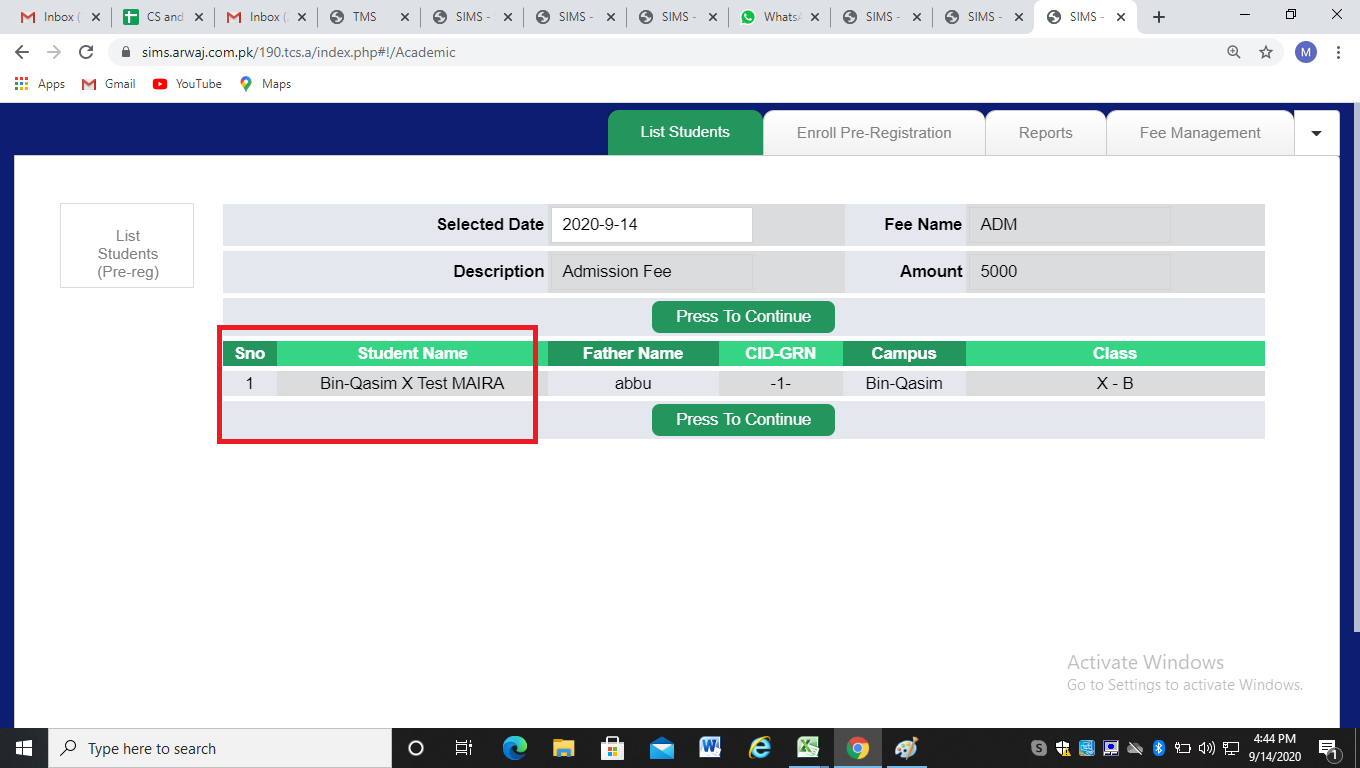 Inbox (
CS and
Inbox (
TMS
SIMS -
SIMS -
SIMS -
WhatsA
SIMS -
SIMS -
SIMS -
sims.arwaj.com.pk/190.tcs.a/index.php#!/Academic
M
Apps
Gmail
YouTube
Maps
List Students
Enroll Pre-Registration
Reports
Fee Management
List
Students
(Pre-reg)
Selected Date 2020-9-14 Fee Name ADM
Description Admission Fee Amount 5000
Press To Continue
Sno Student Name Father Name CID-GRN Campus Class
1 Bin-Qasim X Test MAIRA abbu -1- Bin-Qasim X - B
Press To Continue
Activate Windows
Go to Settings to activate Windows.
Type here to search
4:44 PM
9/14/2020
1